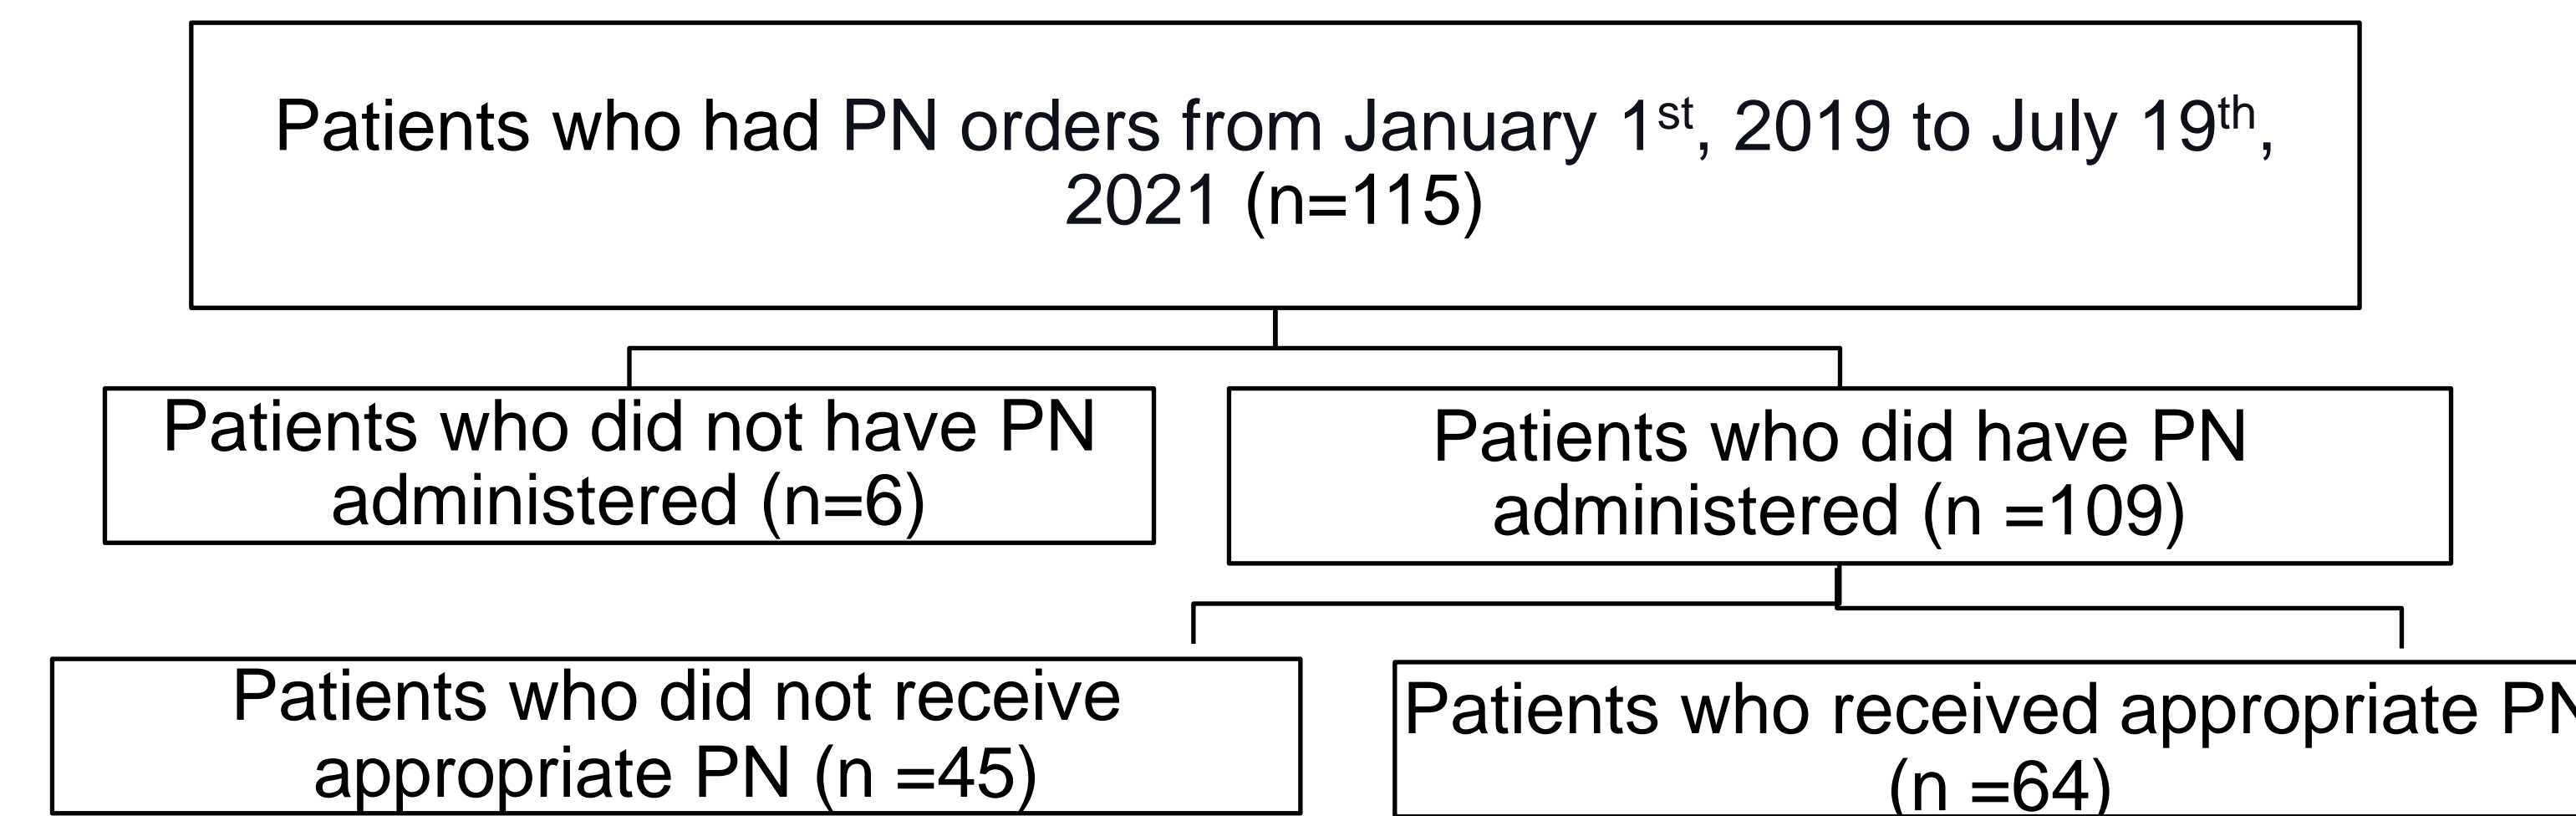 Patients who had PN orders from January 1st, 2019 to July 19th,
2021 (n=115)
Patients who did not have PN
administered (n=6)
Patients who did have PN
administered (n =109)
Patients who did not receive
appropriate PN (n =45)
Patients who received appropriate PN
(n =64)